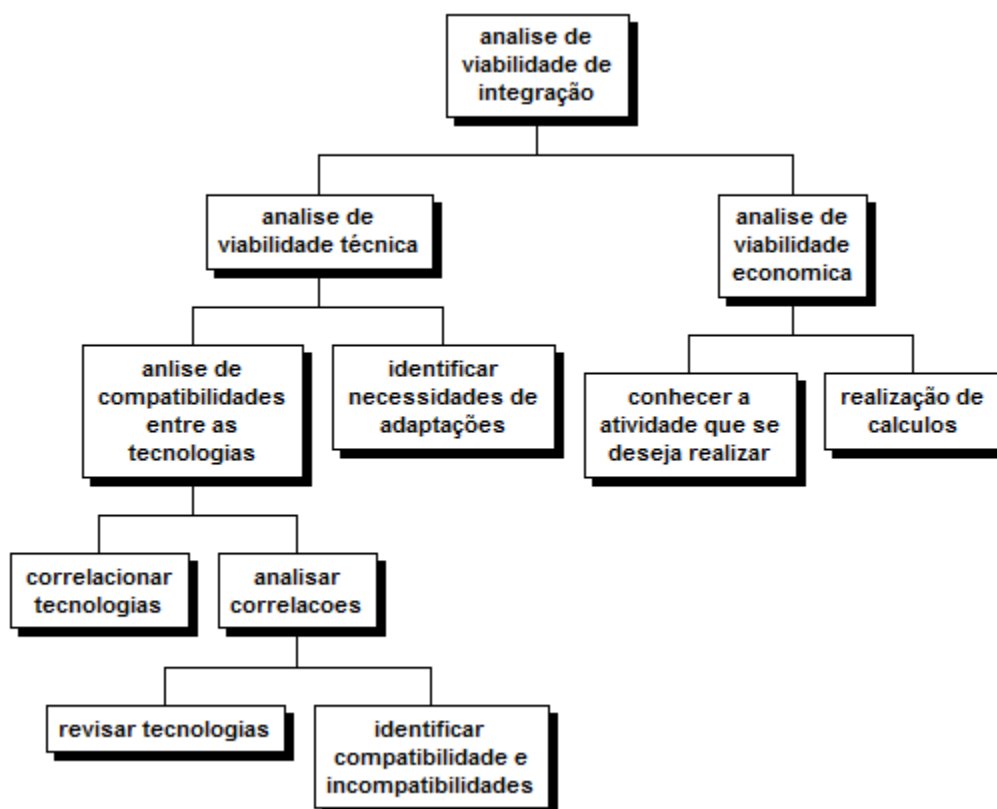 analise de
viabilidade de
integração
analise de
viabilidade técnica
analise de
viabilidade
economica
anlise de
compatibilidades
entre as
tecnologias
identificar
necessidades de
adaptações
conhecer a
atividade que se
deseja realizar
realização de
calculos
correlacionar
tecnologias
analisar
correlacoes
revisar tecnologias
identificar
compatibilidade e
incompatibilidades